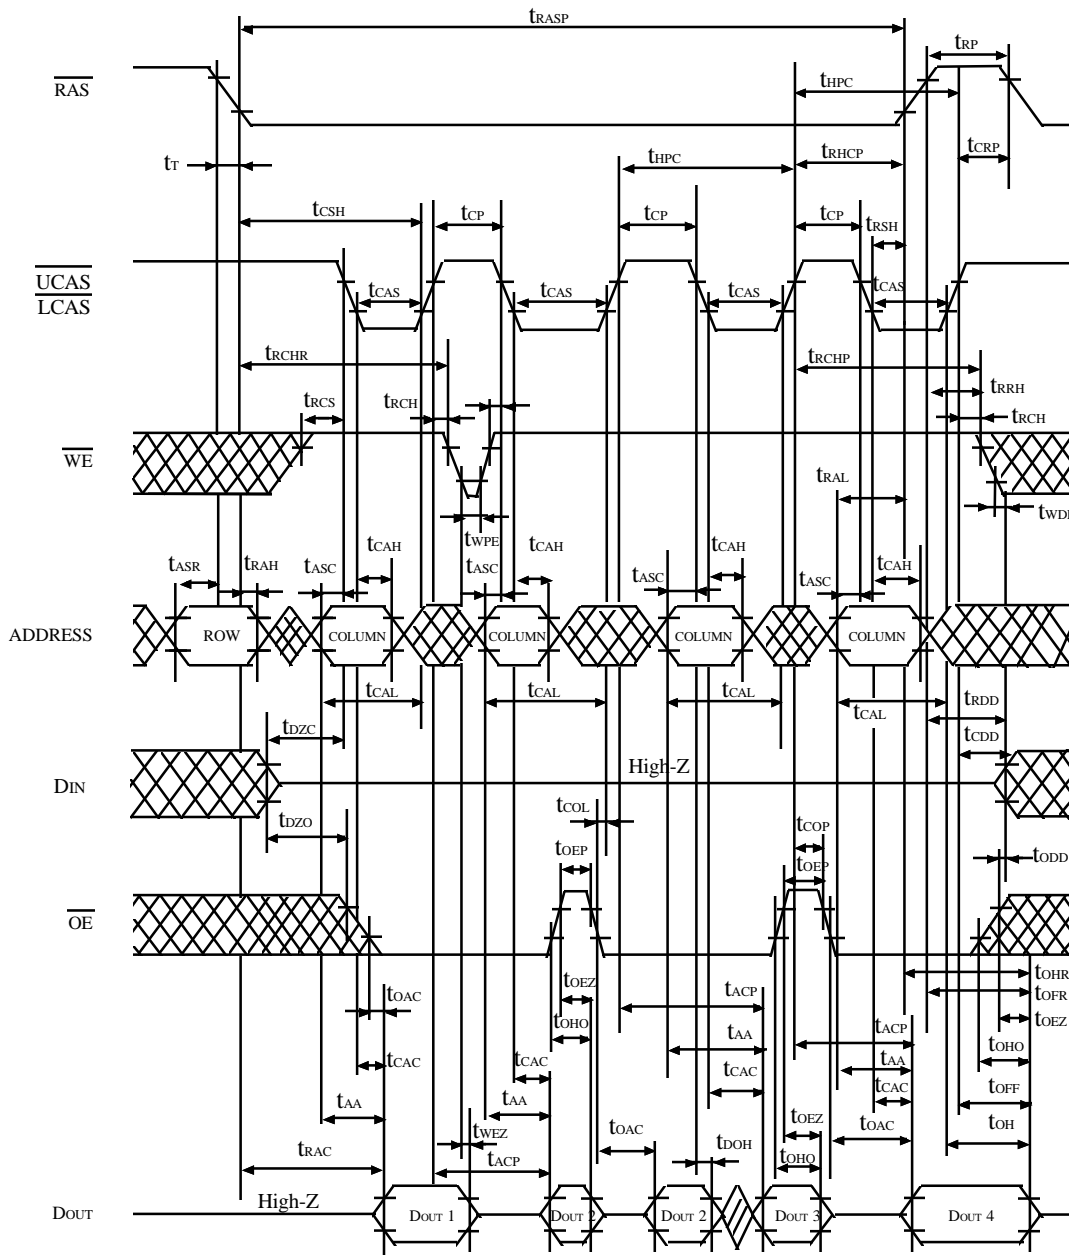 tRASP
tRP
RAS
tHPC
tT
tHPC
tRHCP
tCRP
tCSH
tCP
tCP
tCP
tRSH
UCAS
LCAS
tCAS
tCAS
tCAS
tCAS
tRCHR
tRCHP
tRCS
tRCH
tRRH
tRCH
WE
tRAL
tWPE
tASR
tRAH
tASC
tCAH
tASC
tCAH
tASC
tCAH
tASC
tCAH
ADDRESS
ROW
COLUMN
COLUMN
COLUMN
COLUMN
tCAL
tCAL
tCAL
tCAL
tRDD
tDZC
tCDD
DIN
High-Z
tDZO
tCOL
tCOP
tOEP
tOEP
tODD
OE
tOAC
tOEZ
tOHO
tACP
tOHR
tOFR
tOEZ
tACP
tCAC
tCAC
tAA
tCAC
tAA
tCAC
tOHO
tOFF
tAA
tAA
tWEZ
tOAC
tDOH
tOEZ
tOHO
tOAC
tOH
tRAC
tACP
DOUT
High-Z
DOUT 1
DOUT 2
DOUT 2
DOUT 3
DOUT 4